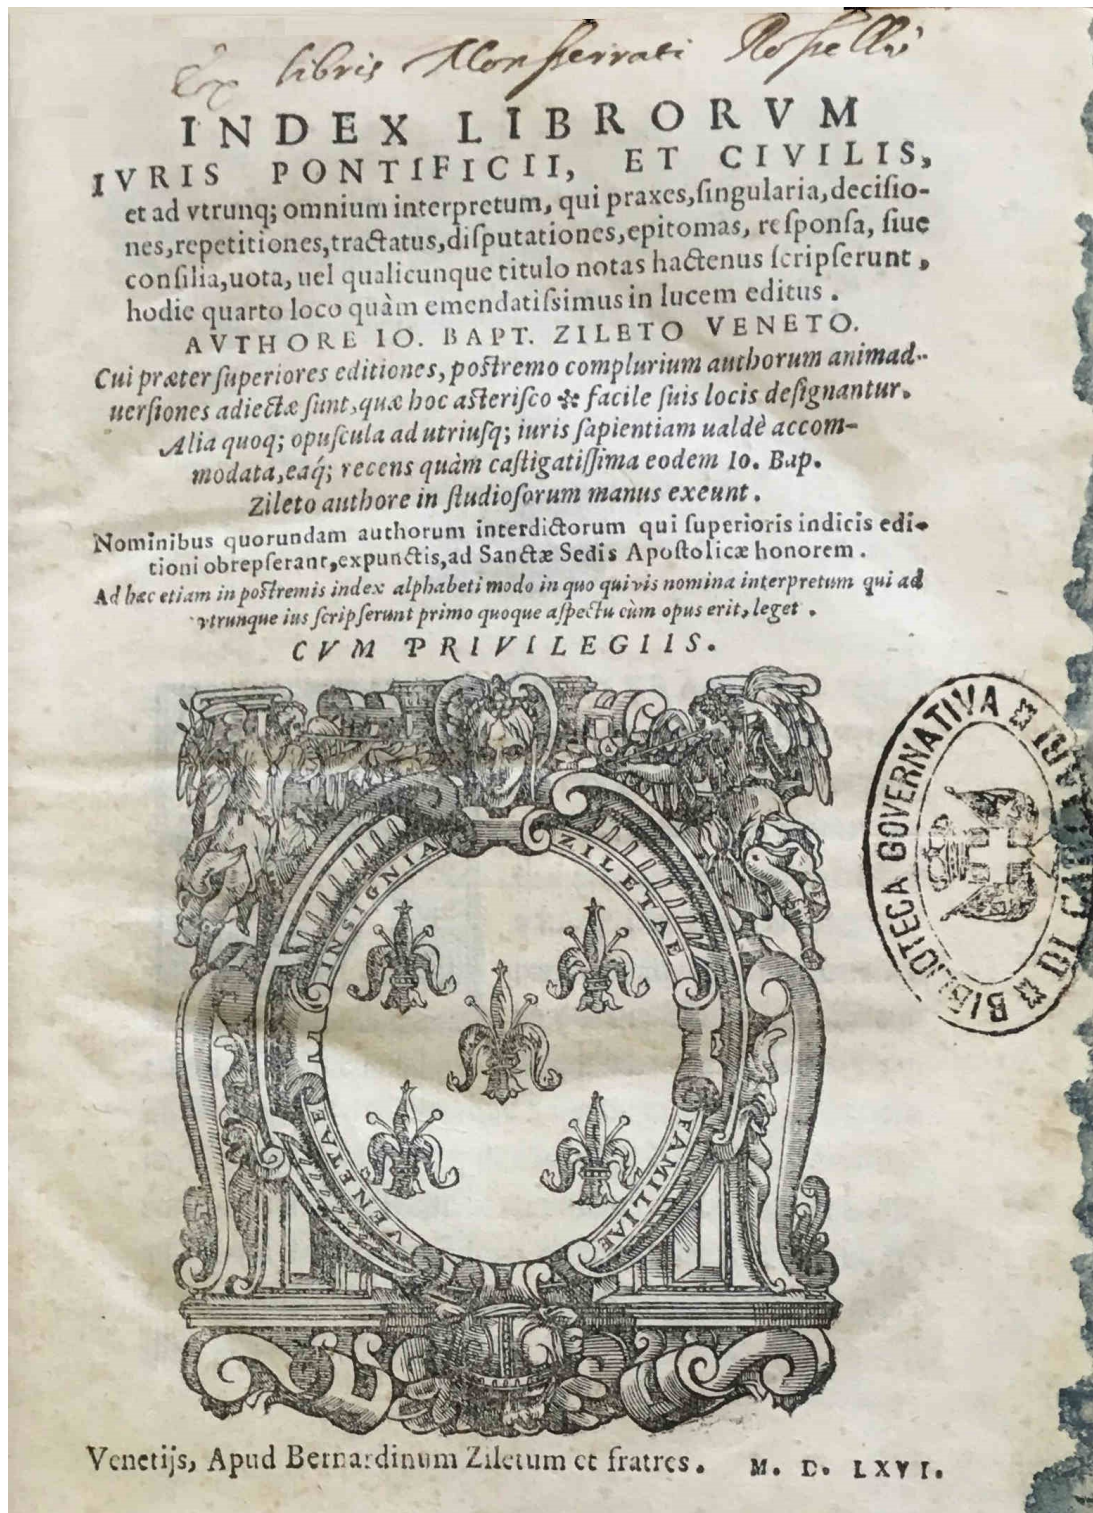 Ex libris Monserrati Rosselli
INDEX LIBRORVM
IVRIS PONTIFICII, ET CIVILIS,
et ad vtrunq; omnium interpretum, qui praxes, ſingularia, deciſio-
nes, repetitiones, tractatus, diſputationes, epitomas, reſponſa, ſiue
conſilia, uota, uel qualicunque titulo notas hactenus ſcripſerunt,
hodie quarto loco quàm emendatiſsimus in lucem editus.
AVTHORE IO. BAPT. ZILETO VENETO.
Cui præter ſuperiores editiones, poſtremo complurium authorum animad-
uerſiones adiectæ ſunt, quæ hoc aſteriſco ⁂ facile ſuis locis deſignantur.
Alia quoq; opuſcula ad utriuſq; iuris ſapientiam ualdè accom-
modata, eaq́; recens quàm caſtigatiſſima eodem Io. Bap.
Zileto authore in ſtudioſorum manus exeunt.
Nominibus quorundam authorum interdictorum qui ſuperioris indicis edi-
tioni obrepſerant, expunctis, ad Sanctæ Sedis Apoſtolicæ honorem.
Ad hæc etiam in poſtremis index alphabeti modo in quo quivis nomina interpretum qui ad
vtrunque ius ſcripſerunt primo quoque aſpectu cùm opus erit, leget.
CVM PRIVILEGIIS.
INSIGNIA ZILETAE
VENETAE FAMILIAE
BIBLIOTECA GOVERNATIVA DI CAGLIARI
Venetijs, Apud Bernardinum Ziletum et fratres. M. D. LXVI.